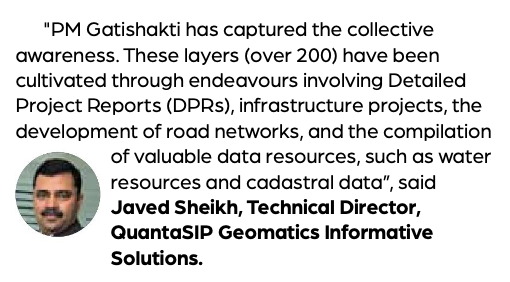 "PM Gatishakti has captured the collective
awareness. These layers (over 200) have been
cultivated through endeavours involving Detailed
Project Reports (DPRs), infrastructure projects, the
development of road networks, and the compilation
of valuable data resources, such as water
resources and cadastral data”, said
Javed Sheikh, Technical Director,
QuantaSIP Geomatics Informative
Solutions.